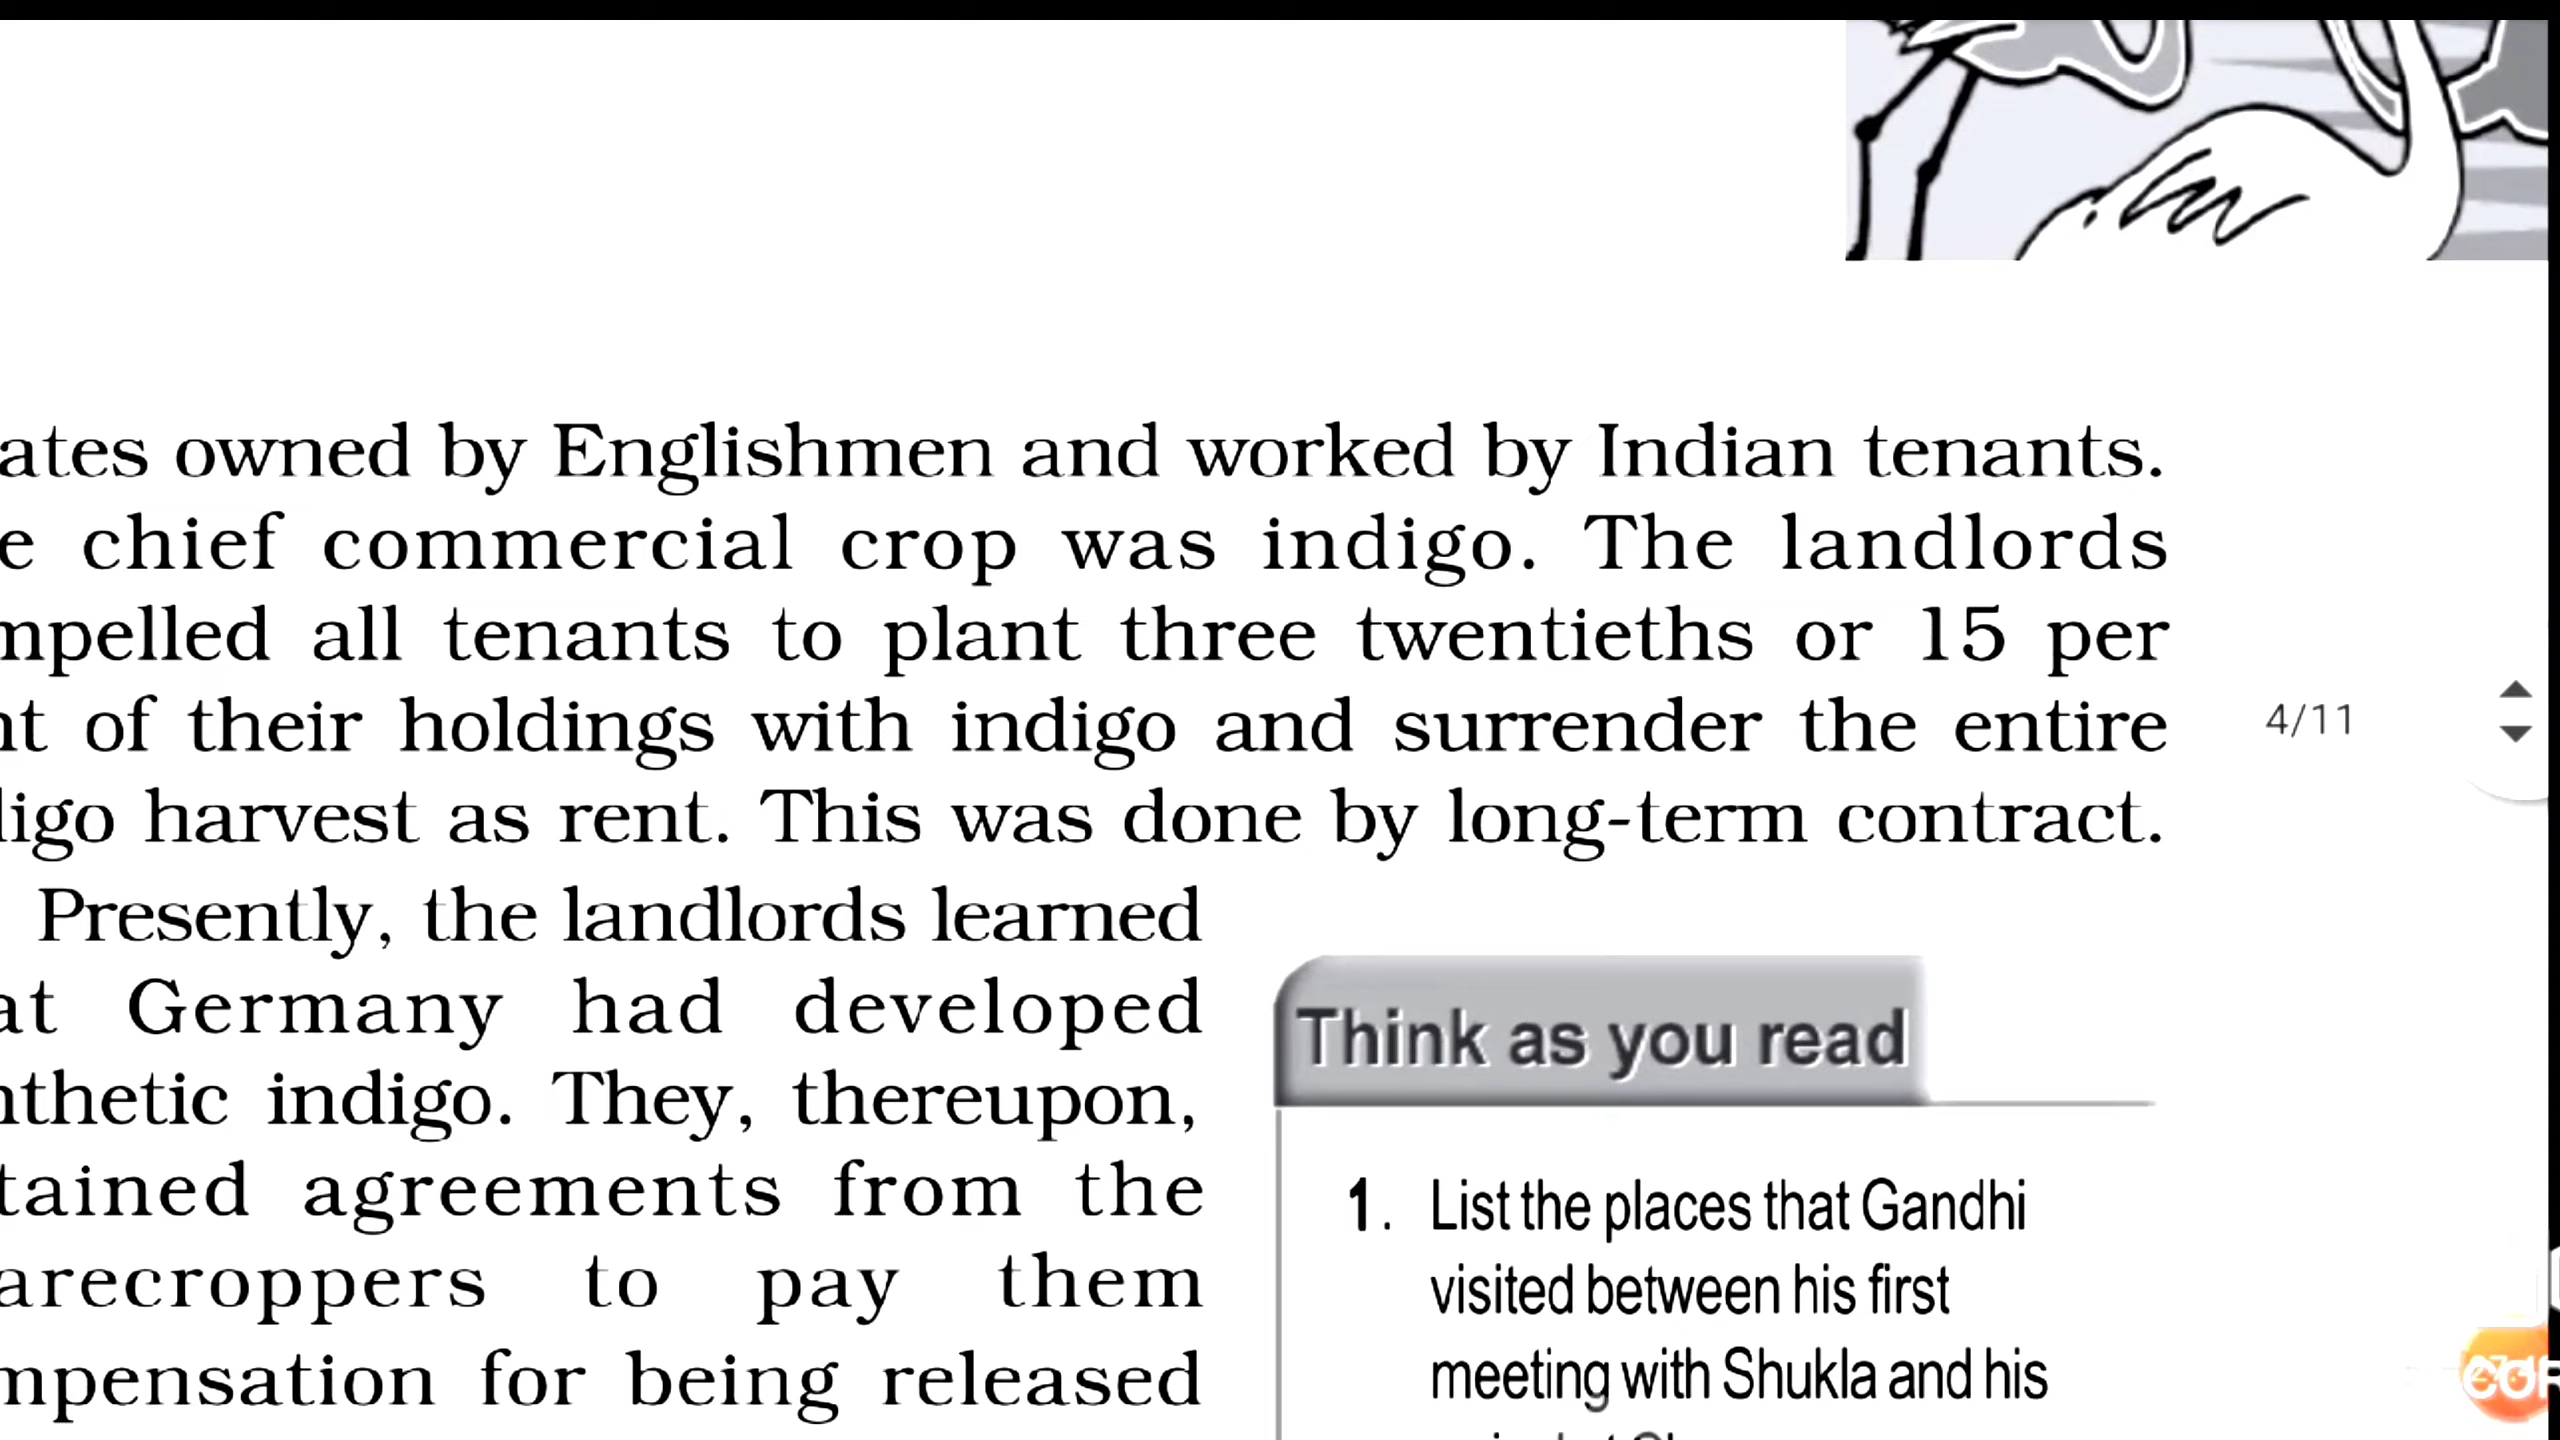 ates owned by Englishmen and worked by Indian tenants.
e chief commercial crop was indigo. The landlords
mpelled all tenants to plant three twentieths or 15 per
nt of their holdings with indigo and surrender the entire
digo harvest as rent. This was done by long-term contract.
Presently, the landlords learned
at Germany had developed
nthetic indigo. They, thereupon,
tained agreements from the
arecroppers to pay them
mpensation for being released
4/11
Think as you read
1. List the places that Gandhi
visited between his first
meeting with Shukla and his